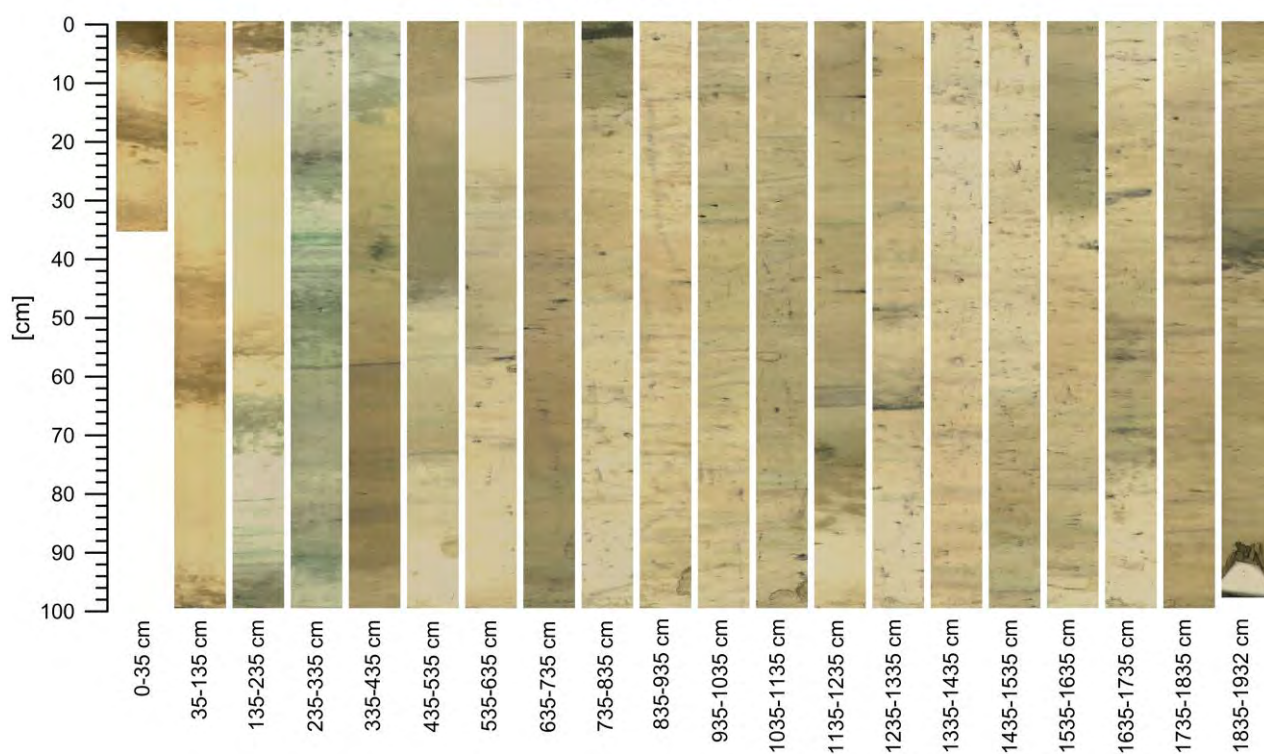 0
10
20
30
40
50
60
70
80
90
100
[cm]
0-35 cm
35-1135 cm
135-2235 cm
235-335 cm
335-435 cm
435-535 cm
535-635 cm
635-735 cm
735-835 cm
835-935 cm
935-1035 cm
1035-1135 cm
1135-1235 cm
1235-1335 cm
1335-1435 cm
1435-1535 cm
1535-1635 cm
1635-1735 cm
1735-1835 cm
1835-1932 cm